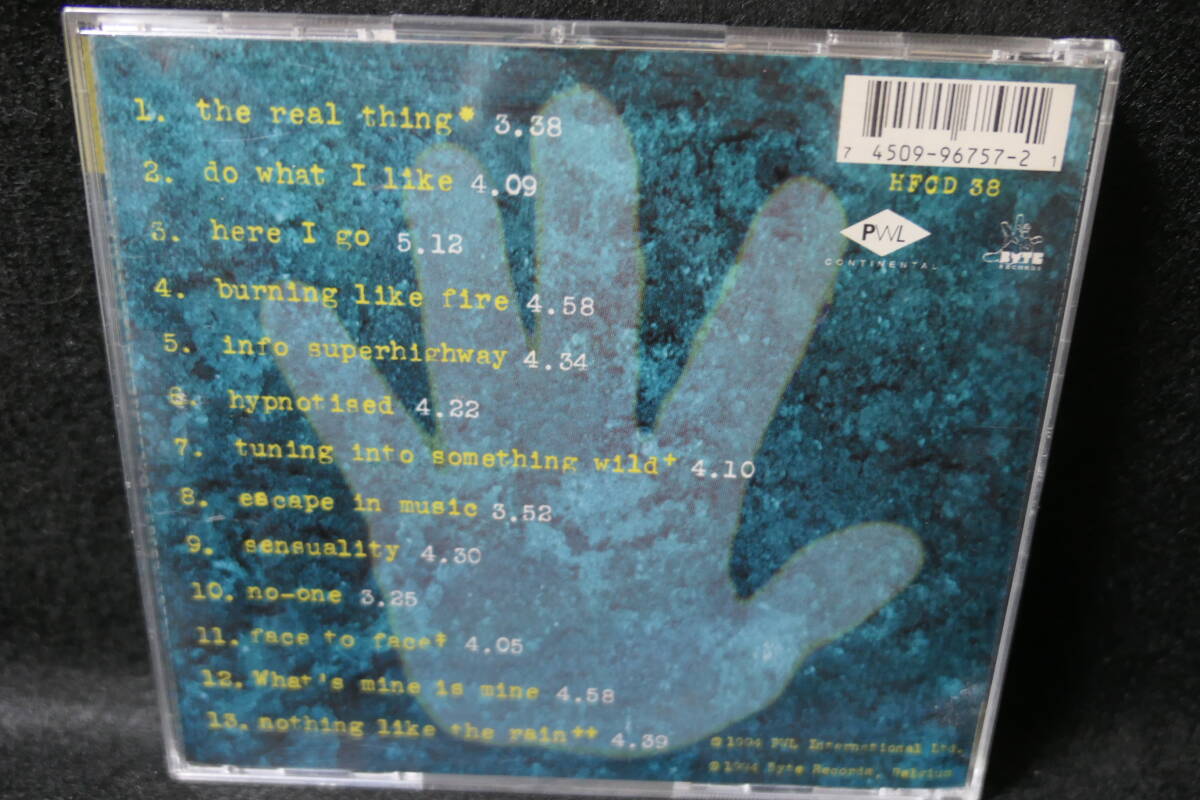 1. the real thing* 3.38
2. do what I like 4.09
3. here I go 5.12
4. burning like fire 4.58
5. info superhighway 4.34
6. hypnotised 4.22
7. tuning into something wild+ 4.10
8. escape in music 3.52
9. sensuality 4.30
10. no-one 3.25
11. face to face‡ 4.05
12. What's mine is mine 4.58
13. nothing like the rain++ 4.39
7 4509-96757-2 1
HFCD 38
PWL
CONTINENTAL
BYTE
RECORDS
℗1994 PWL International Ltd.
©1994 Byte Records, Belgium